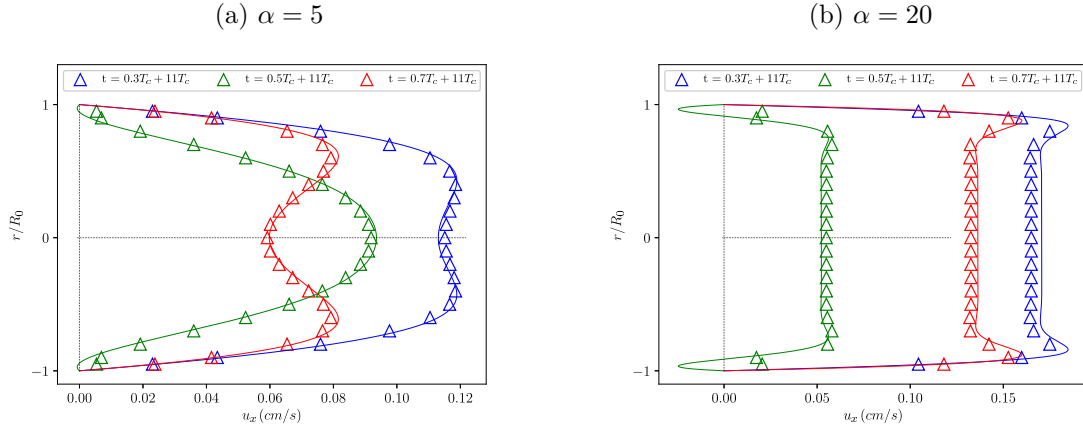 (a) α = 5
t = 0.3T_c + 11T_c   t = 0.5T_c + 11T_c   t = 0.7T_c + 11T_c
1
0
−1
r/R_0
0.00 0.02 0.04 0.06 0.08 0.10 0.12
u_x (cm/s)
(b) α = 20
t = 0.3T_c + 11T_c   t = 0.5T_c + 11T_c   t = 0.7T_c + 11T_c
1
0
−1
r/R_0
0.00 0.05 0.10 0.15
u_x (cm/s)